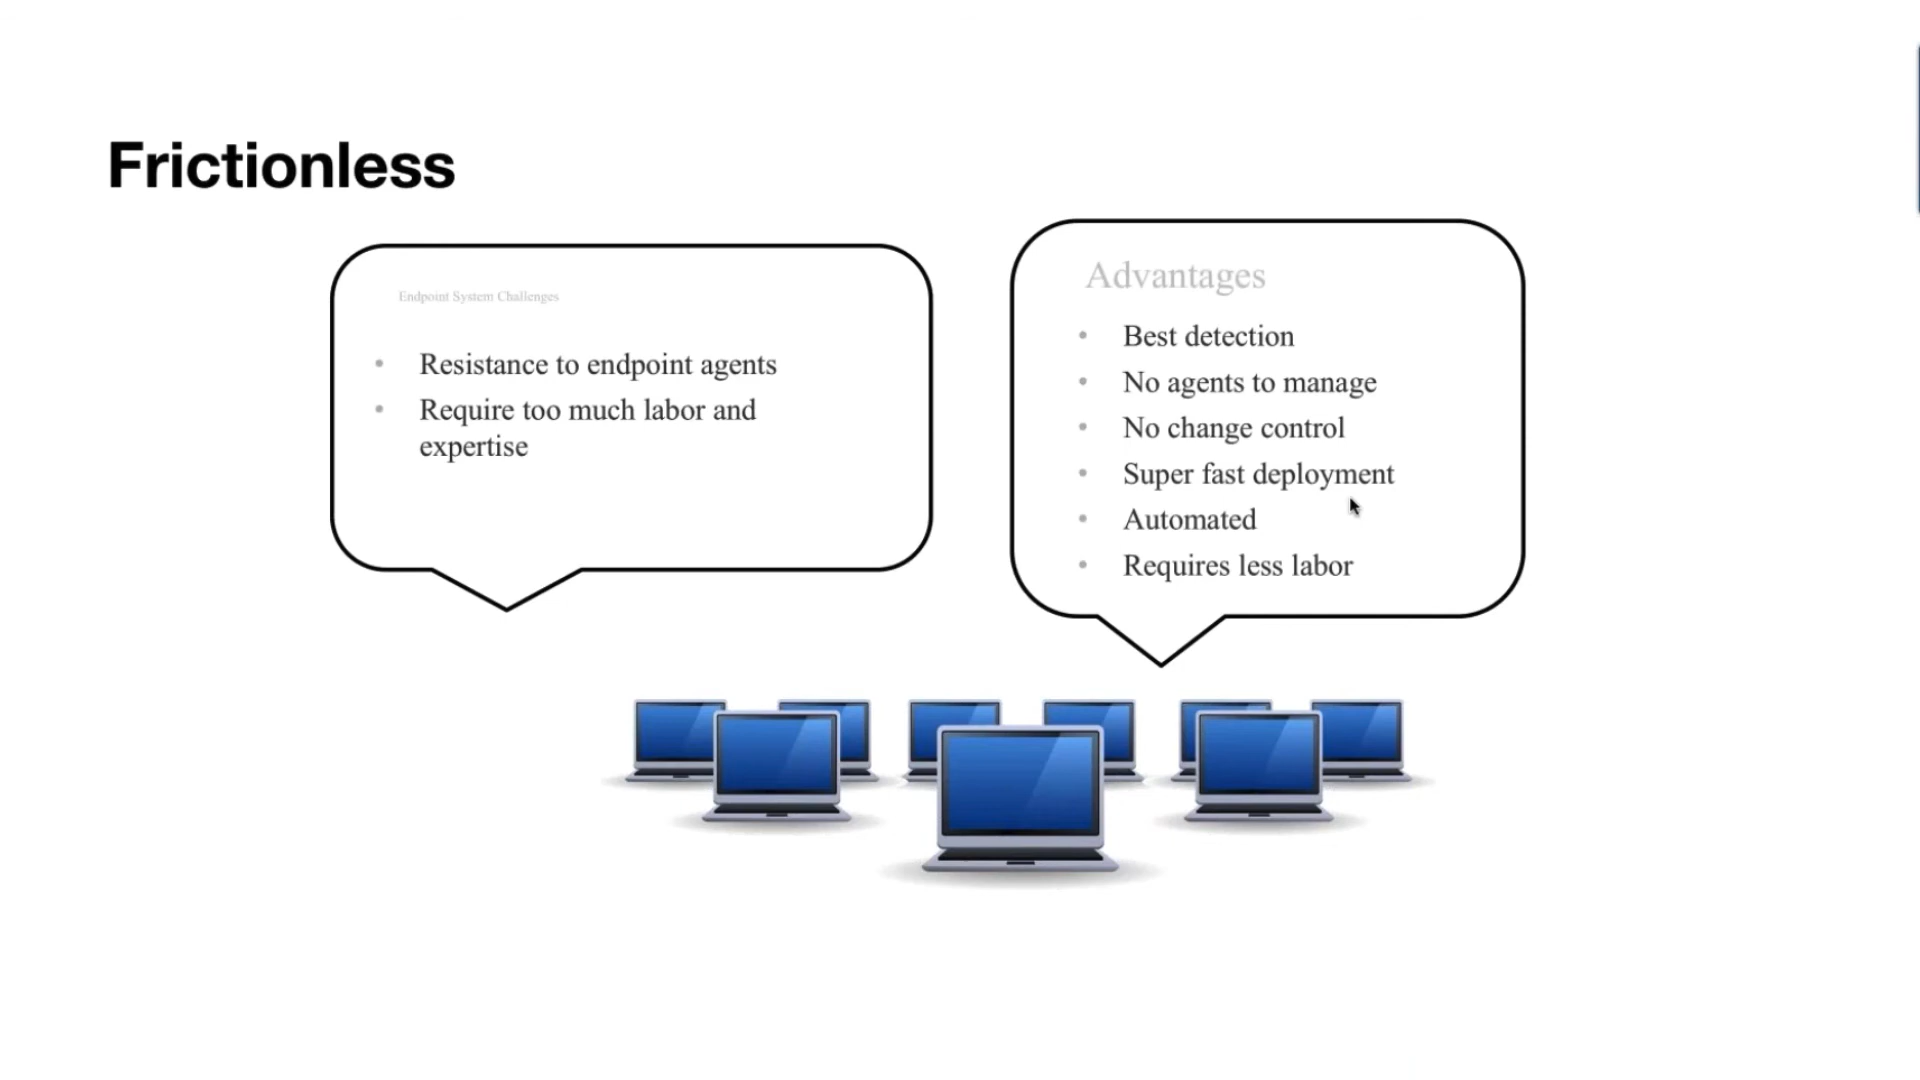 Frictionless
Endpoint System Challenges
• Resistance to endpoint agents
• Require too much labor and
expertise
Advantages
• Best detection
• No agents to manage
• No change control
• Super fast deployment
• Automated
• Requires less labor